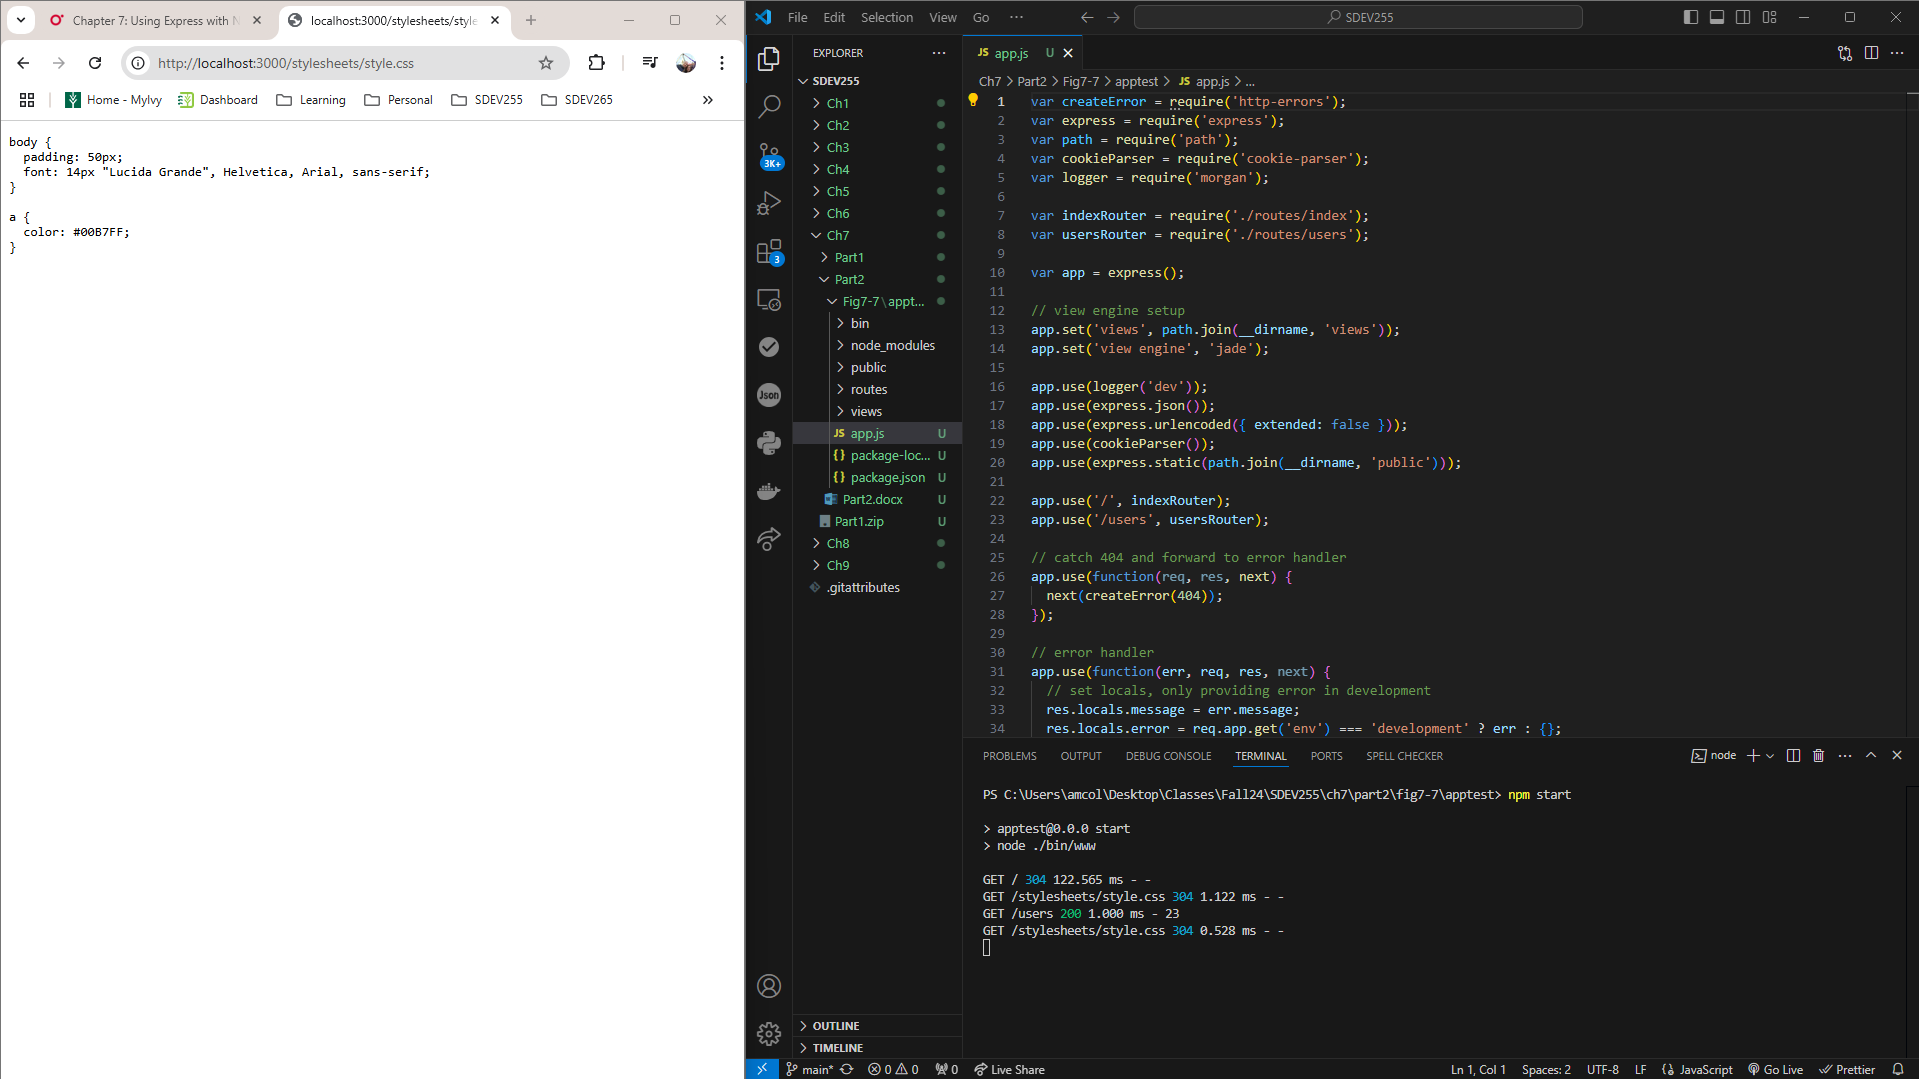 Chapter 7: Using Express with N
localhost:3000/stylesheets/style
http://localhost:3000/stylesheets/style.css
Home - MyIvy
Dashboard
Learning
Personal
SDEV255
SDEV265
body {
  padding: 50px;
  font: 14px "Lucida Grande", Helvetica, Arial, sans-serif;
}
a {
  color: #00B7FF;
}
File Edit Selection View Go ···
SDEV255
EXPLORER
SDEV255
Ch1
Ch2
Ch3
Ch4
Ch5
Ch6
Ch7
Part1
Part2
Fig7-7\appt...
bin
node_modules
public
routes
views
JS app.js U
{} package-loc... U
{} package.json U
Part2.docx U
Part1.zip U
Ch8
Ch9
.gitattributes
OUTLINE
TIMELINE
3K+
3
Json
JS app.js U
Ch7 > Part2 > Fig7-7 > apptest > JS app.js > ...
1 var createError = require('http-errors');
2 var express = require('express');
3 var path = require('path');
4 var cookieParser = require('cookie-parser');
5 var logger = require('morgan');
6
7 var indexRouter = require('./routes/index');
8 var usersRouter = require('./routes/users');
9
10 var app = express();
11
12 // view engine setup
13 app.set('views', path.join(__dirname, 'views'));
14 app.set('view engine', 'jade');
15
16 app.use(logger('dev'));
17 app.use(express.json());
18 app.use(express.urlencoded({ extended: false }));
19 app.use(cookieParser());
20 app.use(express.static(path.join(__dirname, 'public')));
21
22 app.use('/', indexRouter);
23 app.use('/users', usersRouter);
24
25 // catch 404 and forward to error handler
26 app.use(function(req, res, next) {
27   next(createError(404));
28 });
29
30 // error handler
31 app.use(function(err, req, res, next) {
32   // set locals, only providing error in development
33   res.locals.message = err.message;
34   res.locals.error = req.app.get('env') === 'development' ? err : {};
PROBLEMS OUTPUT DEBUG CONSOLE TERMINAL PORTS SPELL CHECKER
node
PS C:\Users\amcol\Desktop\Classes\Fall24\SDEV255\ch7\part2\fig7-7\apptest> npm start
> apptest@0.0.0 start
> node ./bin/www
GET / 304 122.565 ms - -
GET /stylesheets/style.css 304 1.122 ms - -
GET /users 200 1.000 ms - 23
GET /stylesheets/style.css 304 0.528 ms - -
main* 0 0 0 Live Share
Ln 1, Col 1 Spaces: 2 UTF-8 LF {} JavaScript Go Live Prettier